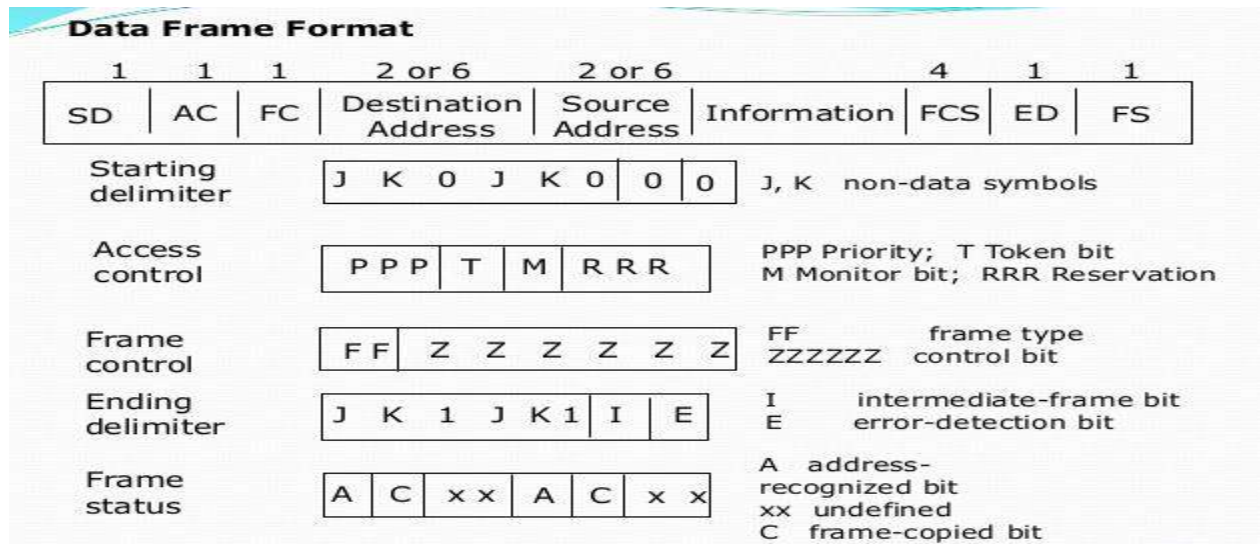 Data Frame Format
1 1 1 2 or 6 2 or 6 4 1 1
SD AC FC Destination Address Source Address Information FCS ED FS
Starting delimiter
J K 0 J K 0 0 0
J, K non-data symbols
Access control
P P P T M R R R
PPP Priority; T Token bit
M Monitor bit; RRR Reservation
Frame control
F F Z Z Z Z Z Z
FF frame type
ZZZZZZ control bit
Ending delimiter
J K 1 J K 1 I E
I intermediate-frame bit
E error-detection bit
Frame status
A C x x A C x x
A address-
recognized bit
xx undefined
C frame-copied bit